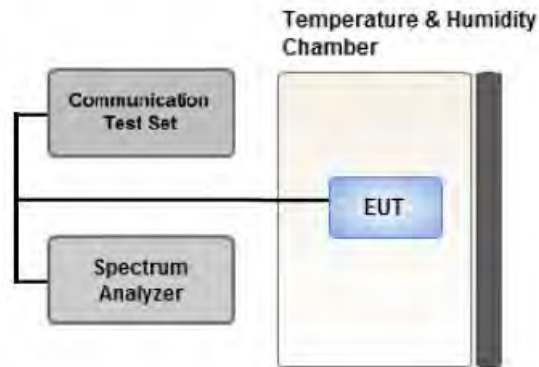 Temperature & Humidity
Chamber
Communication
Test Set
EUT
Spectrum
Analyzer